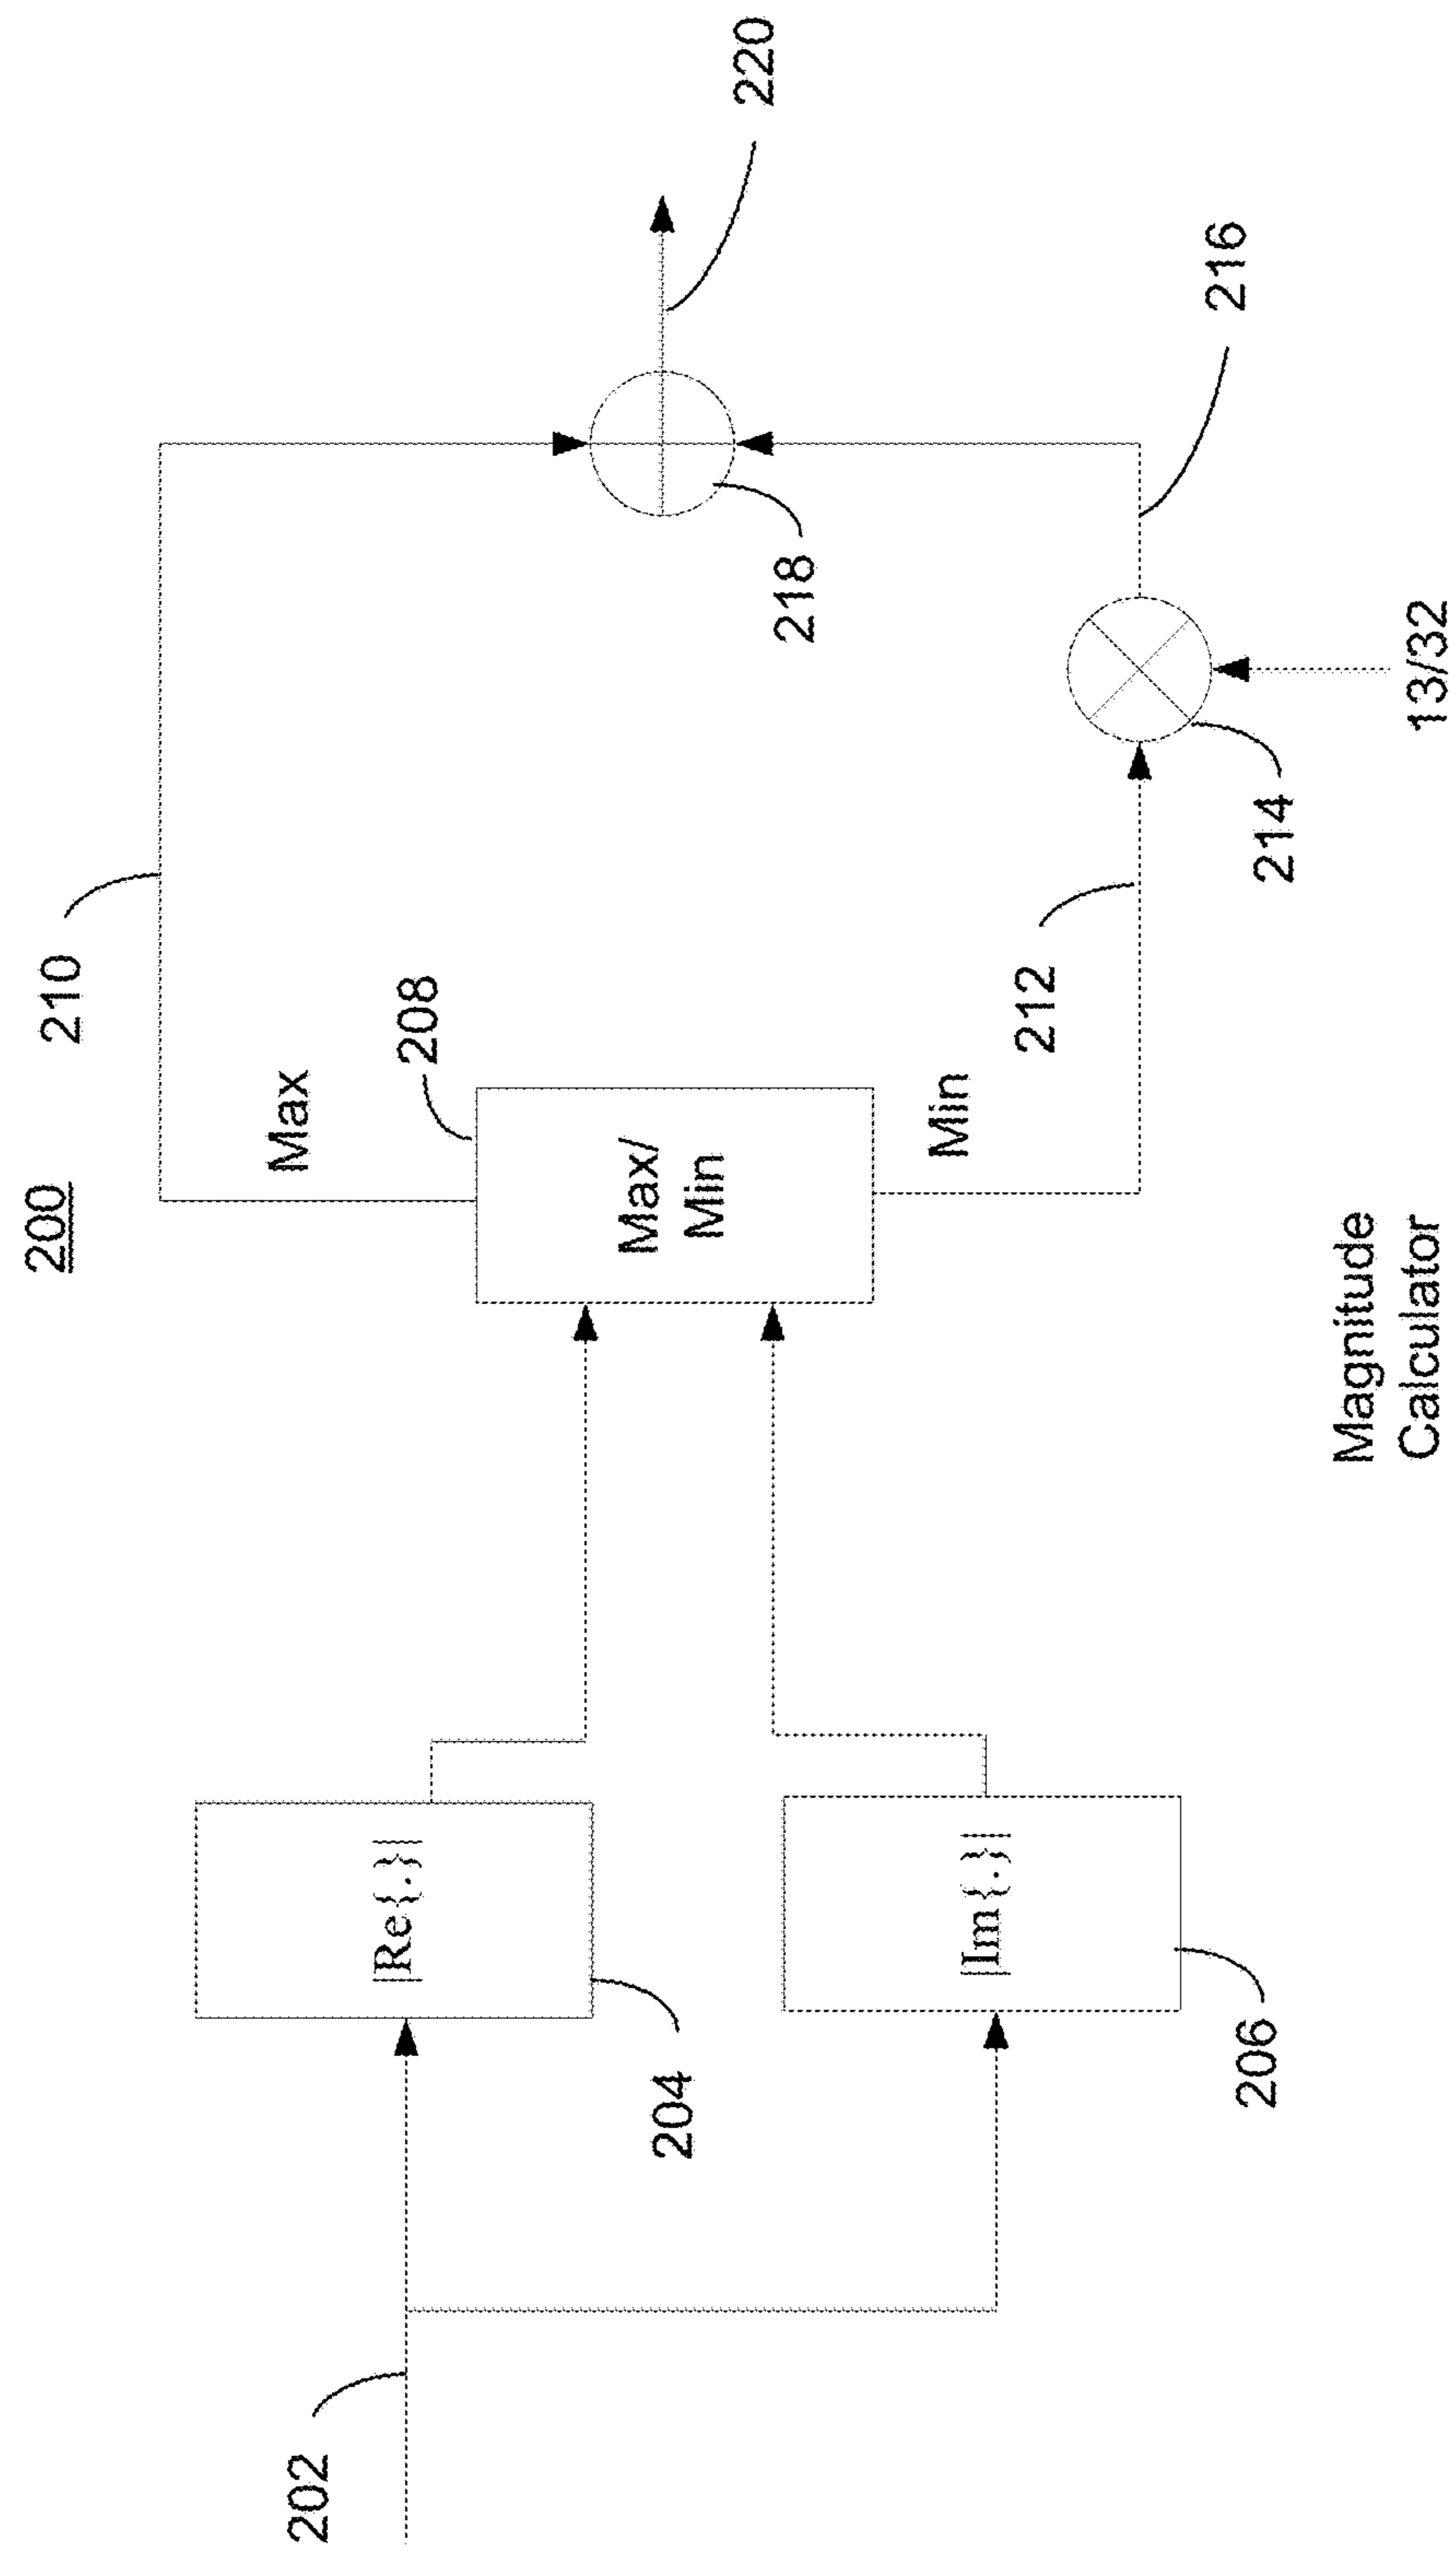 200
210
Max
208
Max/
Min
Min
212
214
13/32
216
218
220
202
|Re{.}|
204
|Im{.}|
206
Magnitude
Calculator